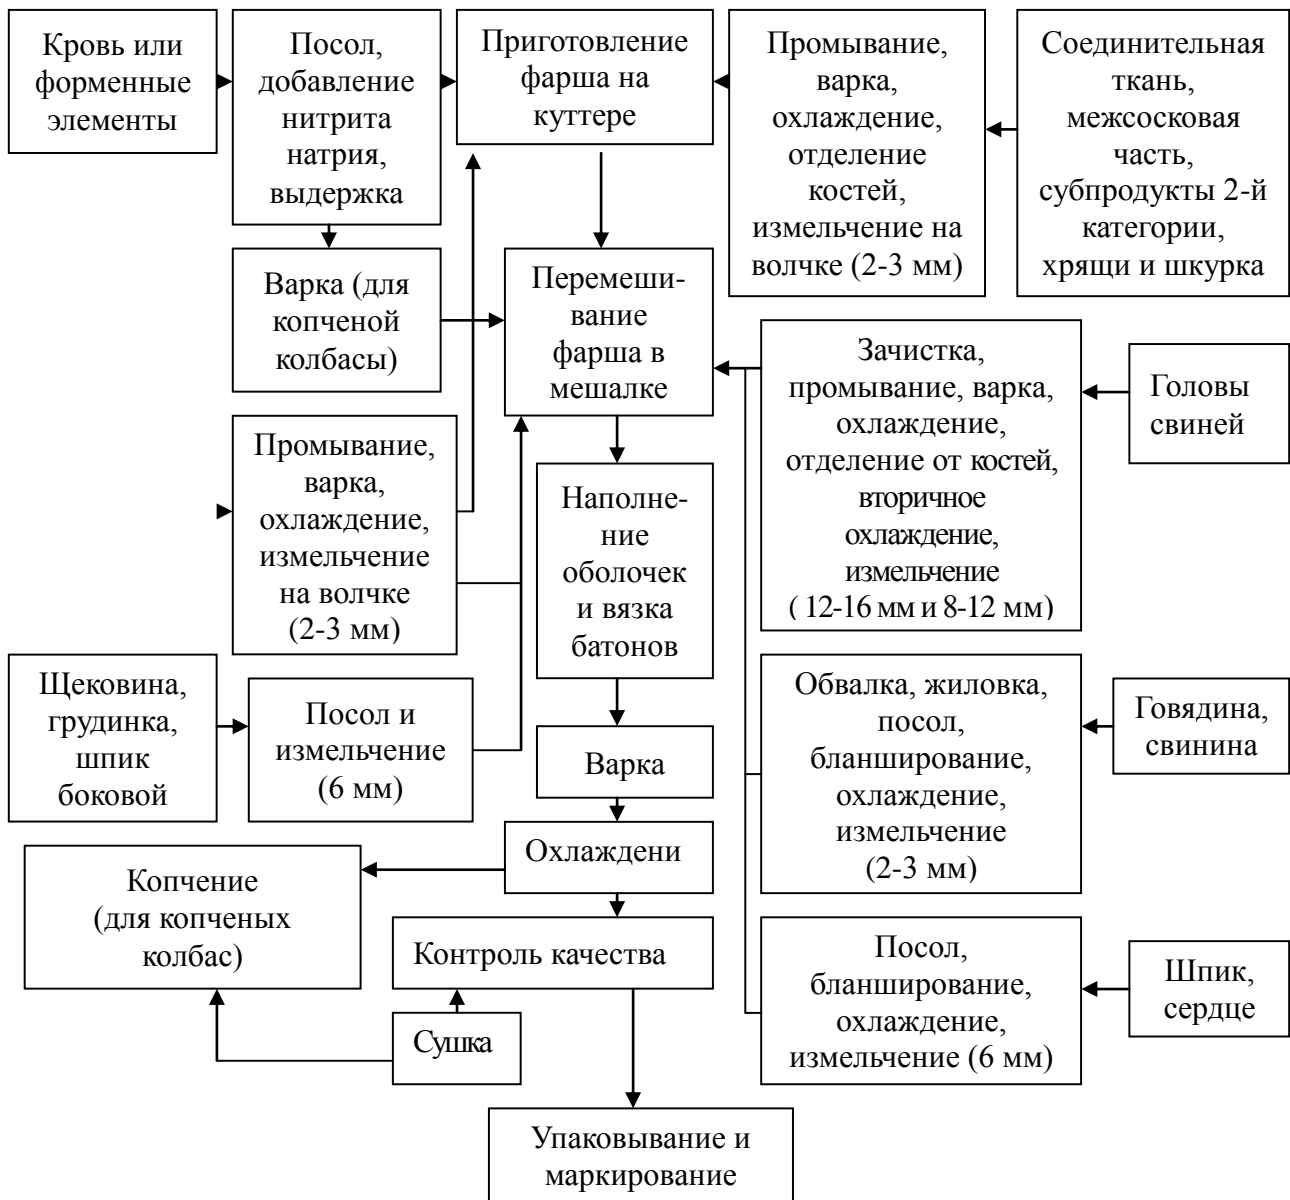 Кровь или
форменные
элементы
Посол,
добавление
нитрита
натрия,
выдержка
Приготовление
фарша на
куттере
Промывание,
варка,
охлаждение,
отделение
костей,
измельчение на
волчке (2-3 мм)
Соединительная
ткань,
межсосковая
часть,
субпродукты 2-й
категории,
хрящи и шкурка
Варка (для
копченой
колбасы)
Перемеши-
вание
фарша в
мешалке
Зачистка,
промывание, варка,
охлаждение,
отделение от костей,
вторичное
охлаждение,
измельчение
( 12-16 мм и 8-12 мм)
Головы
свиней
Промывание,
варка,
охлаждение,
измельчение
на волчке
(2-3 мм)
Наполне-
ние
оболочек
и вязка
батонов
Щековина,
грудинка,
шпик
боковой
Посол и
измельчение
(6 мм)
Варка
Обвалка, жиловка,
посол,
бланширование,
охлаждение,
измельчение
(2-3 мм)
Говядина,
свинина
Охлаждени
Копчение
(для копченых
колбас)
Контроль качества
Посол,
бланширование,
охлаждение,
измельчение (6 мм)
Шпик,
сердце
Сушка
Упаковывание и
маркирование